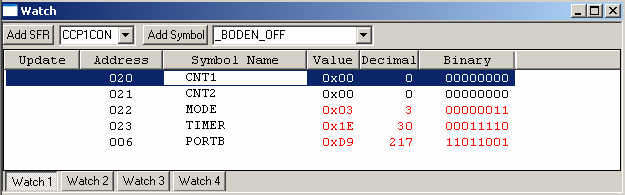 Watch
Add SFR CCP1CON Add Symbol _BODEN_OFF
Update Address Symbol Name Value Decimal Binary
020 CNT1 0x00 0 00000000
021 CNT2 0x00 0 00000000
022 MODE 0x03 3 00000011
023 TIMER 0x1E 30 00011110
006 PORTB 0xD9 217 11011001
Watch 1 Watch 2 Watch 3 Watch 4